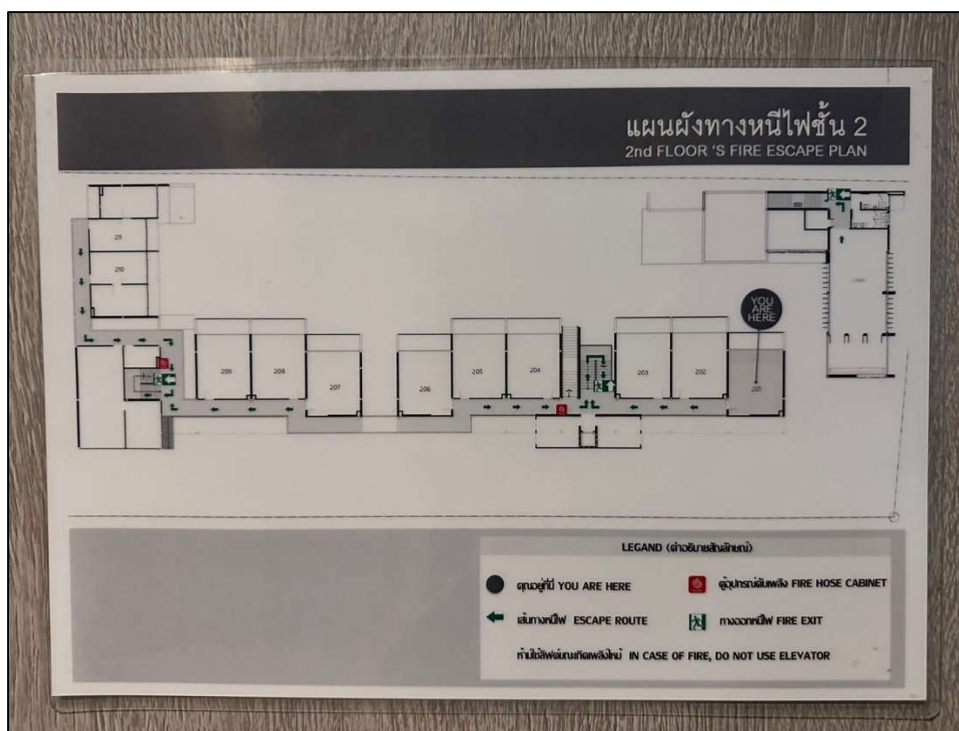 แผนผังทางหนีไฟชั้น 2
2nd FLOOR 'S FIRE ESCAPE PLAN
211
210
YOU
ARE
HERE
209
208
207
206
205
204
203
202
201
LEGAND (คำอธิบายสัญลักษณ์)
คุณอยู่ที่นี่ YOU ARE HERE
ตู้อุปกรณ์ดับเพลิง FIRE HOSE CABINET
เส้นทางหนีไฟ ESCAPE ROUTE
ทางออกหนีไฟ FIRE EXIT
ห้ามใช้ลิฟต์ขณะเกิดเพลิงไหม้ IN CASE OF FIRE, DO NOT USE ELEVATOR